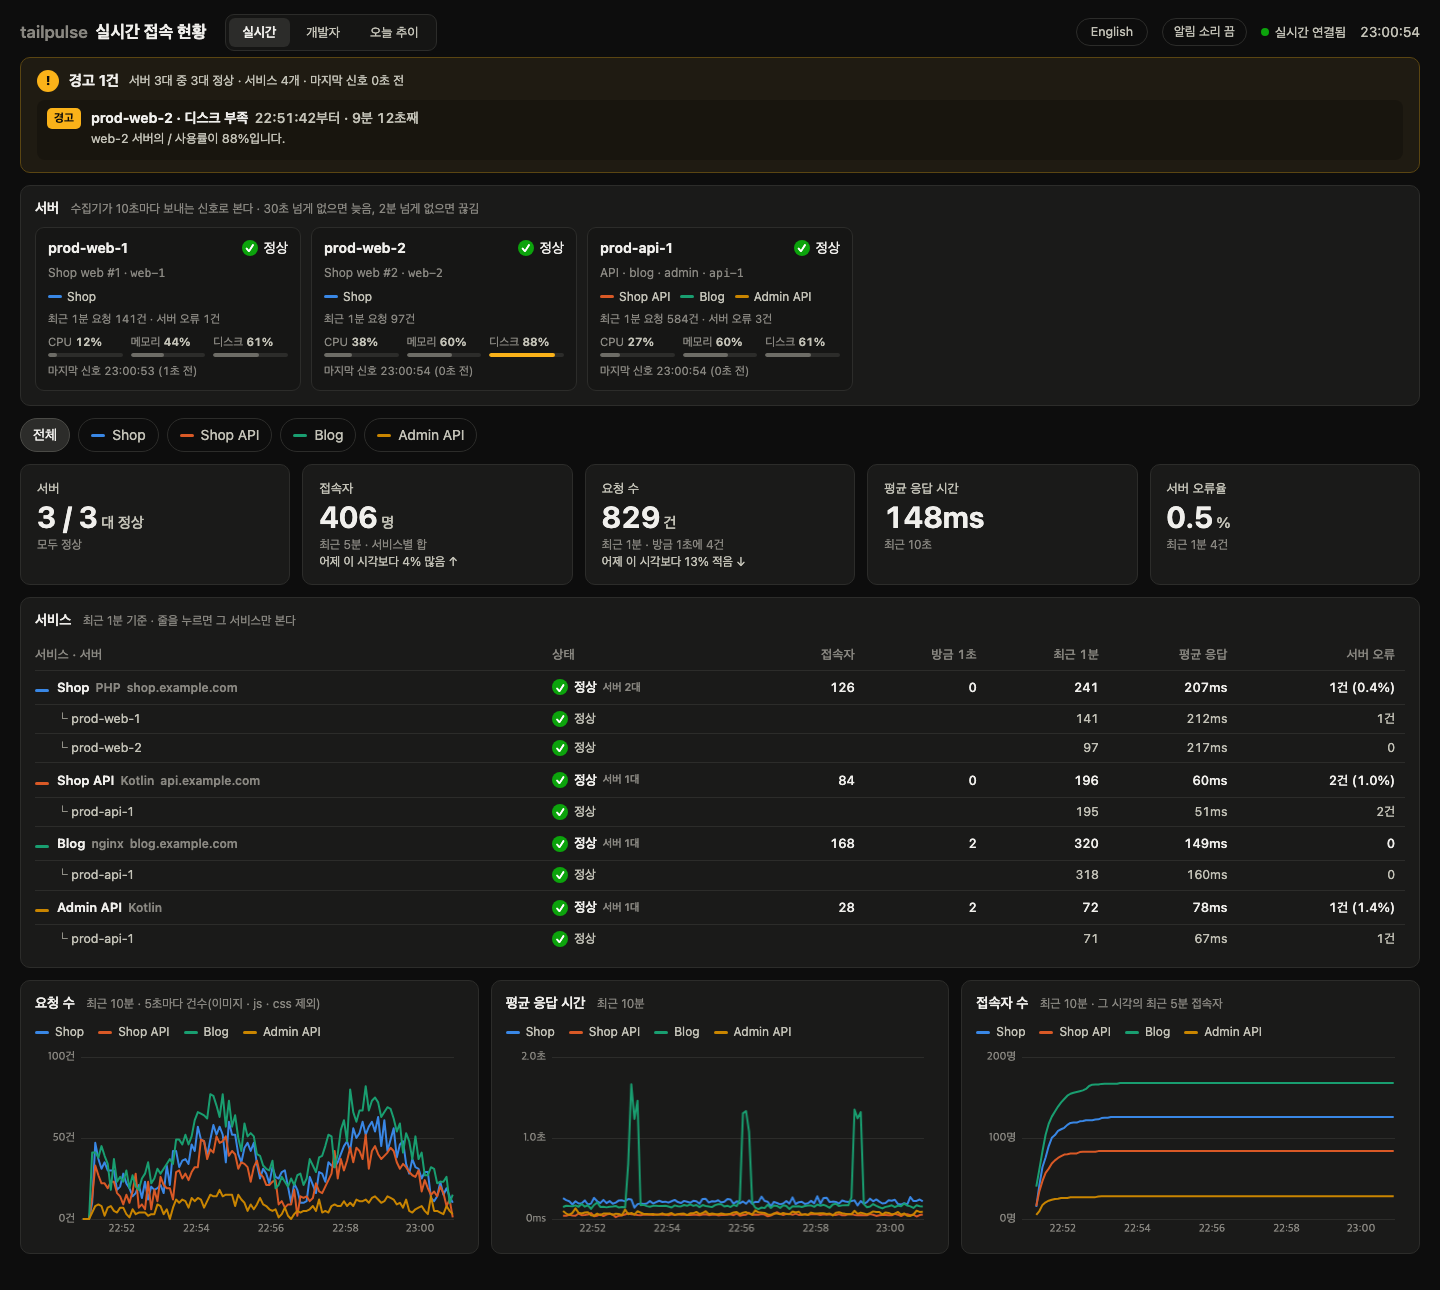 tailpulse 실시간 접속 현황 실시간 개발자 오늘 추이 English 알림 소리 끔 실시간 연결됨 23:00:54
! 경고 1건 서버 3대 중 3대 정상 · 서비스 4개 · 마지막 신호 0초 전
경고 prod-web-2 · 디스크 부족 22:51:42부터 · 9분 12초째
web-2 서버의 / 사용률이 88%입니다.
서버 수집기가 10초마다 보내는 신호로 본다 · 30초 넘게 없으면 늦음, 2분 넘게 없으면 끊김
prod-web-1 정상
Shop web #1 · web-1
Shop
최근 1분 요청 141건 · 서버 오류 1건
CPU 12% 메모리 44% 디스크 61%
마지막 신호 23:00:53 (1초 전)
prod-web-2 정상
Shop web #2 · web-2
Shop
최근 1분 요청 97건
CPU 38% 메모리 60% 디스크 88%
마지막 신호 23:00:54 (0초 전)
prod-api-1 정상
API · blog · admin · api-1
Shop API Blog Admin API
최근 1분 요청 584건 · 서버 오류 3건
CPU 27% 메모리 60% 디스크 61%
마지막 신호 23:00:54 (0초 전)
전체 Shop Shop API Blog Admin API
서버
3 / 3 대 정상
모두 정상
접속자
406 명
최근 5분 · 서비스별 합
어제 이 시각보다 4% 많음 ↑
요청 수
829 건
최근 1분 · 방금 1초에 4건
어제 이 시각보다 13% 적음 ↓
평균 응답 시간
148ms
최근 10초
서버 오류율
0.5 %
최근 1분 4건
서비스 최근 1분 기준 · 줄을 누르면 그 서비스만 본다
서비스 · 서버 상태 접속자 방금 1초 최근 1분 평균 응답 서버 오류
Shop PHP shop.example.com 정상 서버 2대 126 0 241 207ms 1건 (0.4%)
└ prod-web-1 정상 141 212ms 1건
└ prod-web-2 정상 97 217ms 0
Shop API Kotlin api.example.com 정상 서버 1대 84 0 196 60ms 2건 (1.0%)
└ prod-api-1 정상 195 51ms 2건
Blog nginx blog.example.com 정상 서버 1대 168 2 320 149ms 0
└ prod-api-1 정상 318 160ms 0
Admin API Kotlin 정상 서버 1대 28 2 72 78ms 1건 (1.4%)
└ prod-api-1 정상 71 67ms 1건
요청 수 최근 10분 · 5초마다 건수(이미지 · js · css 제외)
Shop Shop API Blog Admin API
100건
50건
0건
22:52 22:54 22:56 22:58 23:00
평균 응답 시간 최근 10분
Shop Shop API Blog Admin API
2.0초
1.0초
0ms
22:52 22:54 22:56 22:58 23:00
접속자 수 최근 10분 · 그 시각의 최근 5분 접속자
Shop Shop API Blog Admin API
200명
100명
0명
22:52 22:54 22:56 22:58 23:00